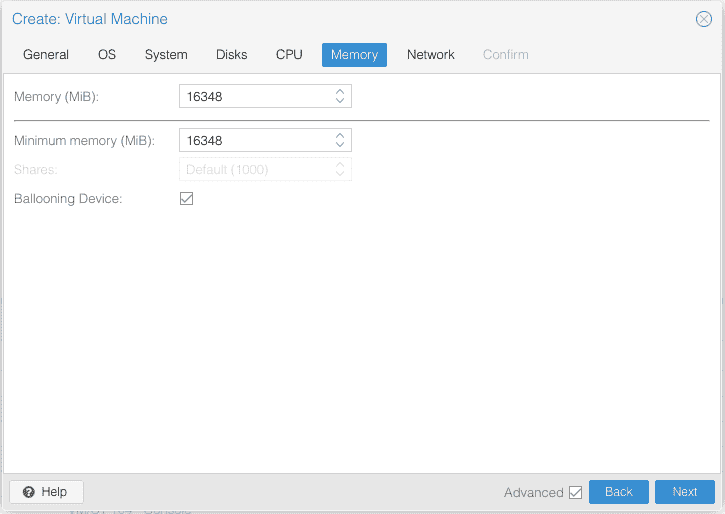 Create: Virtual Machine
General OS System Disks CPU Memory Network Confirm
Memory (MiB): 16348
Minimum memory (MiB): 16348
Shares: Default (1000)
Ballooning Device:
Help Advanced Back Next